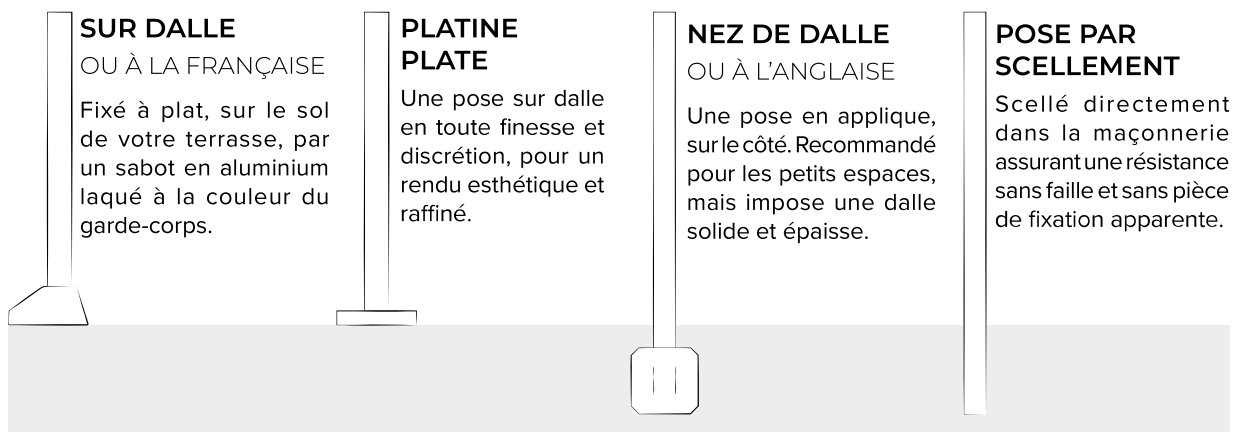 SUR DALLE
OU À LA FRANÇAISE
Fixé à plat, sur le sol
de votre terrasse, par
un sabot en aluminium
laqué à la couleur du
garde-corps.
PLATINE
PLATE
Une pose sur dalle
en toute finesse et
discrétion, pour un
rendu esthétique et
raffiné.
NEZ DE DALLE
OU À L'ANGLAISE
Une pose en applique,
sur le côté. Recommandé
pour les petits espaces,
mais impose une dalle
solide et épaisse.
POSE PAR
SCELLEMENT
Scellé directement
dans la maçonnerie
assurant une résistance
sans faille et sans pièce
de fixation apparente.